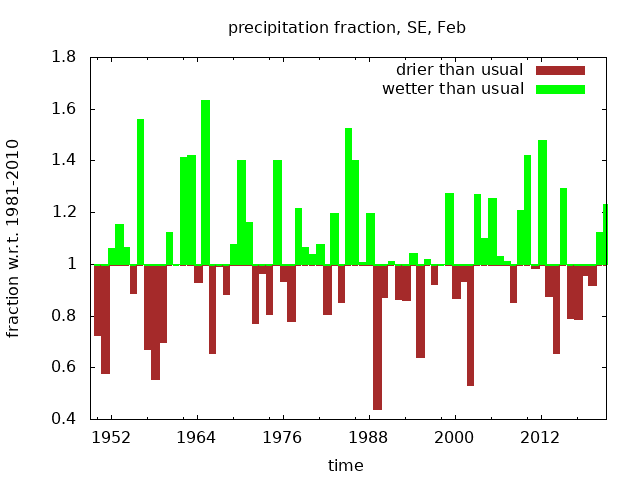 precipitation fraction, SE, Feb
drier than usual
wetter than usual
1.8
1.6
1.4
1.2
1
0.8
0.6
0.4
fraction w.r.t. 1981-2010
1952 1964 1976 1988 2000 2012
time